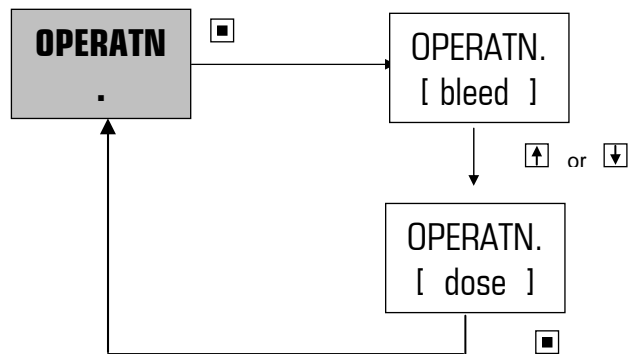 OPERATN
.
OPERATN.
[ bleed ]
or
OPERATN.
[ dose ]